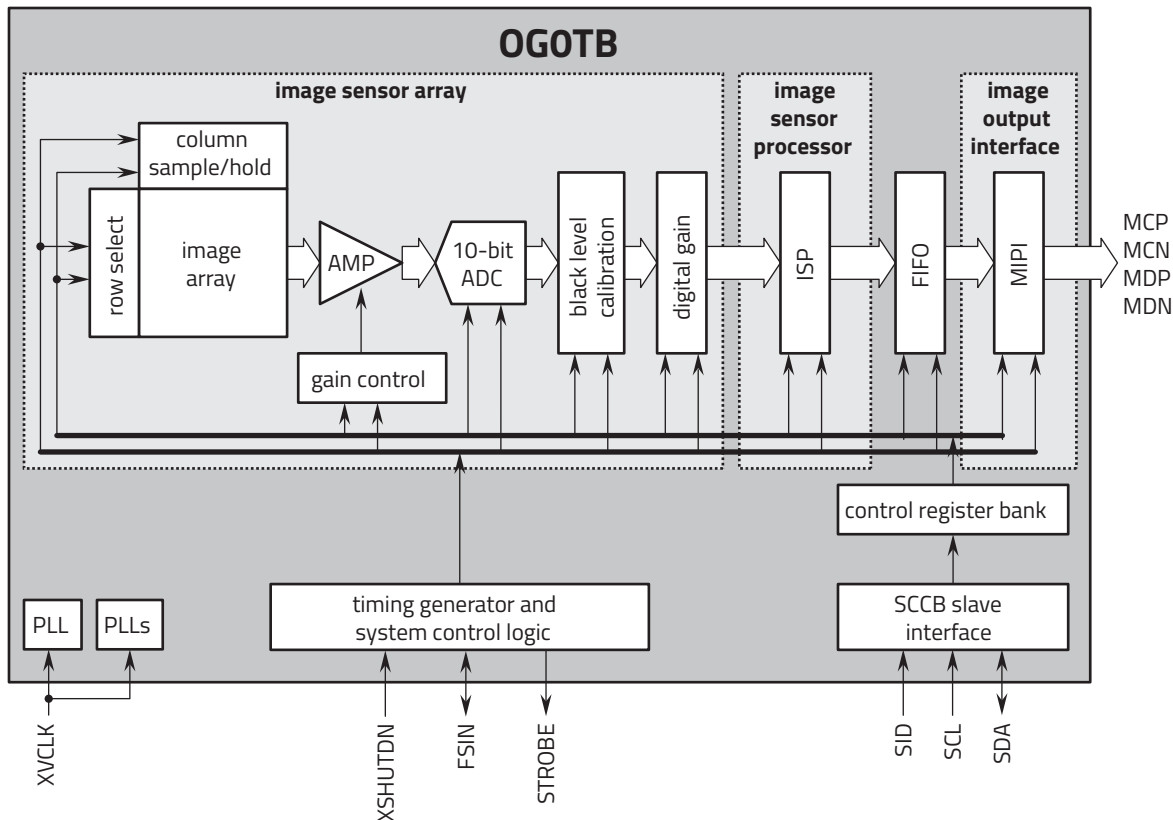 OG0TB
image sensor array
image
sensor
processor
image
output
interface
column
sample/hold
row select
image
array
AMP
10-bit
ADC
black level
calibration
digital gain
ISP
FIFO
MIPI
MCP
MCN
MDP
MDN
gain control
control register bank
PLL
PLLs
timing generator and
system control logic
SCCB slave
interface
XVCLK
XSHUTDN
FSIN
STROBE
SID
SCL
SDA